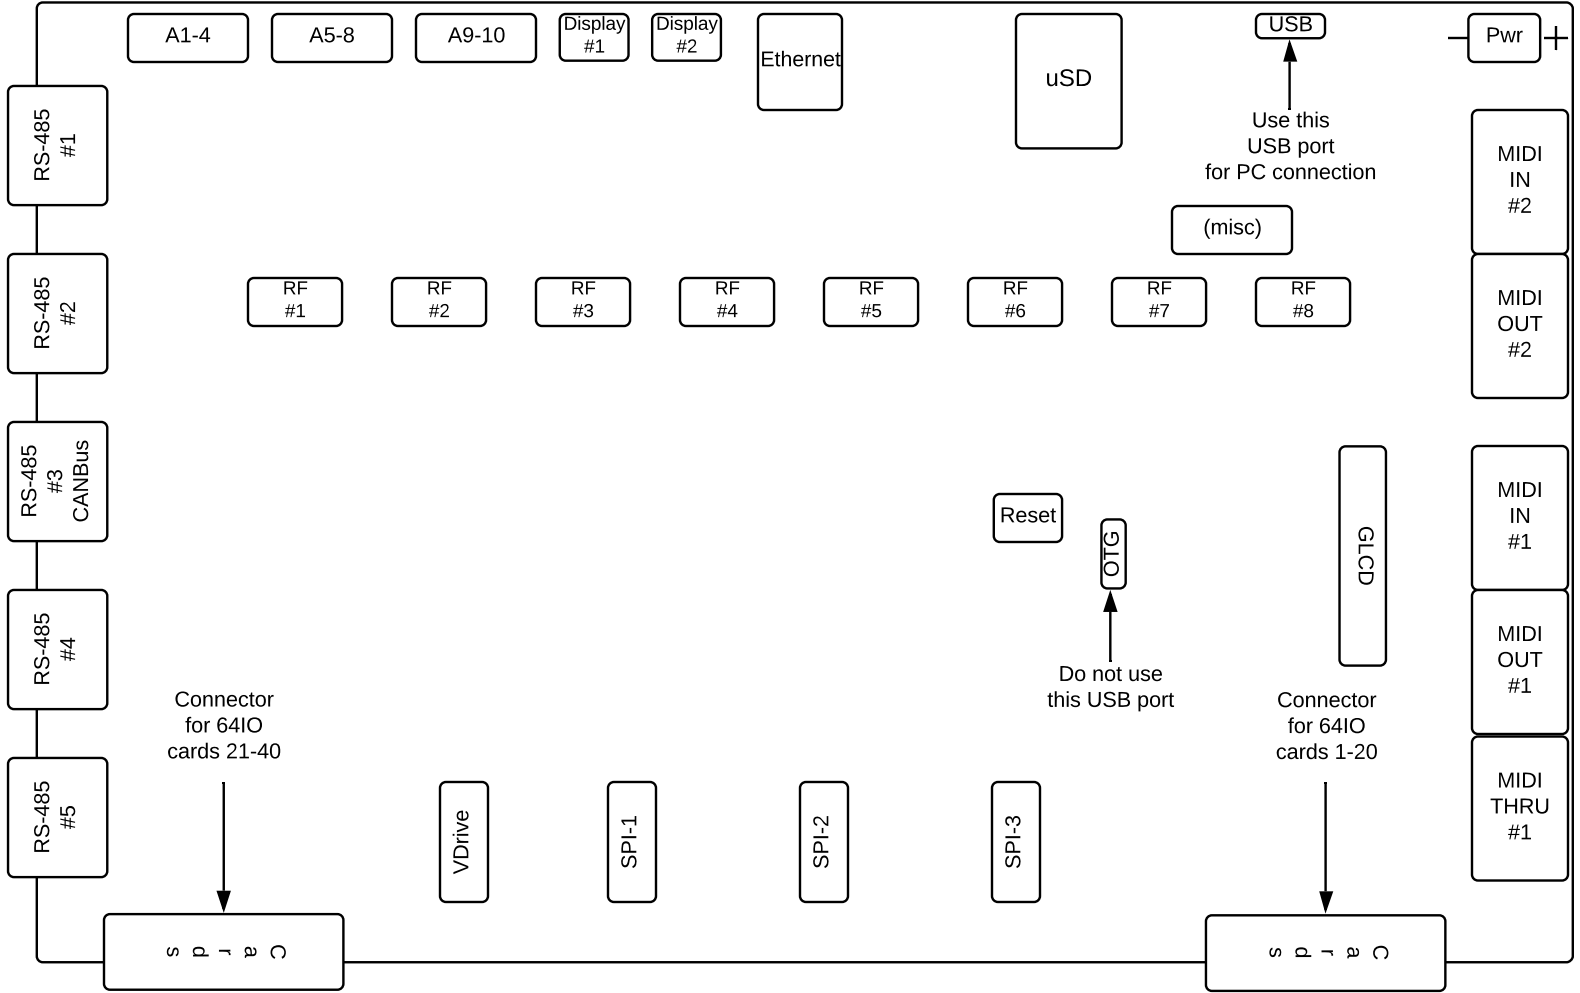 A1-4
A5-8
A9-10
Display
#1
Display
#2
Ethernet
uSD
USB
Pwr
Use this
USB port
for PC connection
RS-485
#1
MIDI
IN
#2
(misc)
RS-485
#2
RF
#1
RF
#2
RF
#3
RF
#4
RF
#5
RF
#6
RF
#7
RF
#8
MIDI
OUT
#2
RS-485
#3
CANBus
Reset
OTG
GLCD
MIDI
IN
#1
RS-485
#4
Do not use
this USB port
MIDI
OUT
#1
Connector
for 64IO
cards 21-40
Connector
for 64IO
cards 1-20
RS-485
#5
VDrive
SPI-1
SPI-2
SPI-3
MIDI
THRU
#1
Cards
Cards